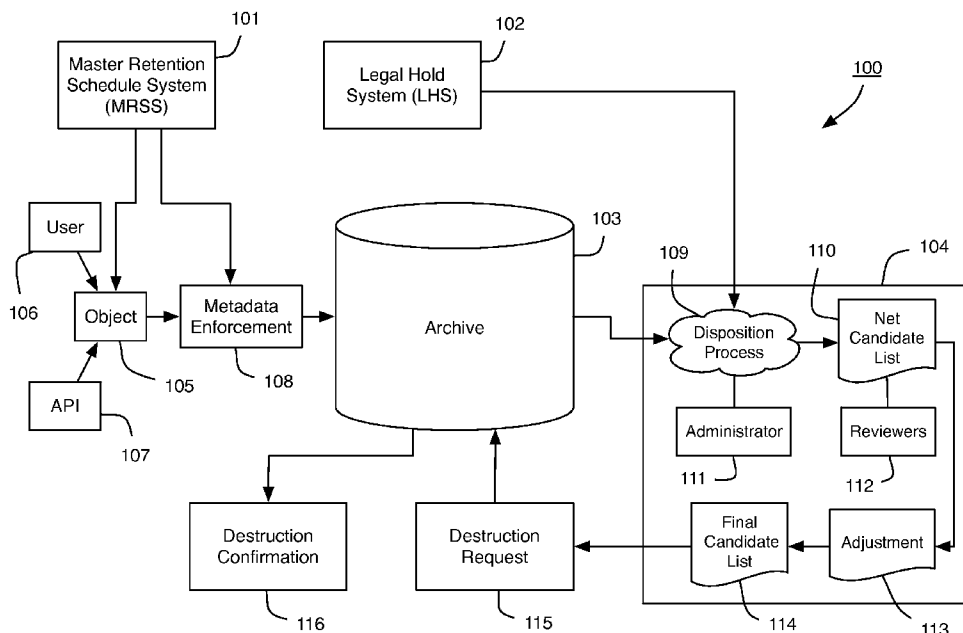 101
Master Retention
Schedule System
(MRSS)
102
Legal Hold
System (LHS)
100
User
106
Object
105
API
107
Metadata
Enforcement
108
103
Archive
104
109
Disposition
Process
110
Net
Candidate
List
Administrator
111
Reviewers
112
Final
Candidate
List
114
Adjustment
113
Destruction
Request
115
Destruction
Confirmation
116